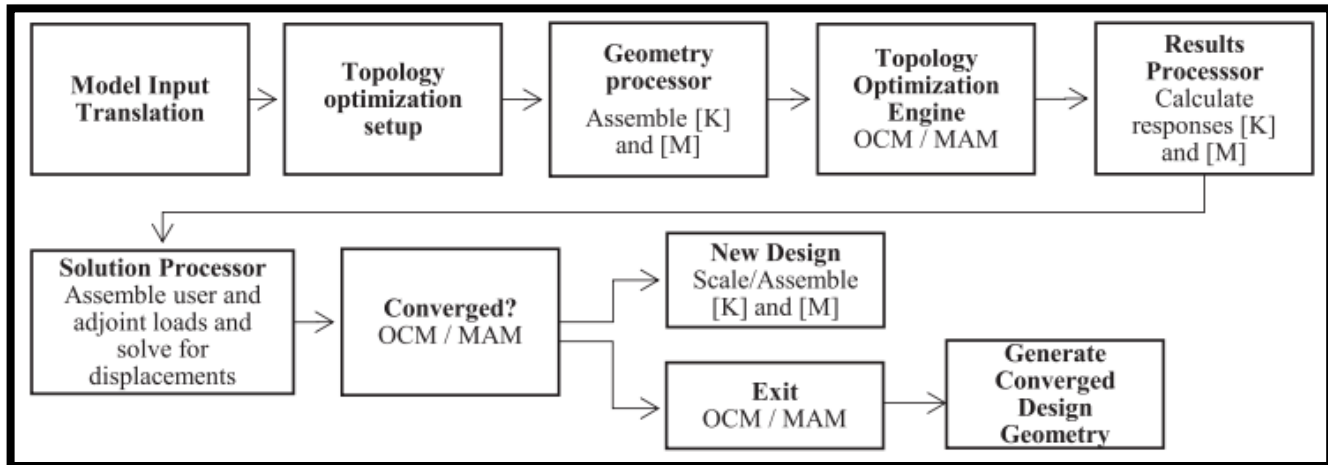 Model Input
Translation
Topology
optimization
setup
Geometry
processor
Assemble [K]
and [M]
Topology
Optimization
Engine
OCM / MAM
Results
Processsor
Calculate
responses [K]
and [M]
Solution Processor
Assemble user and
adjoint loads and
solve for
displacements
Converged?
OCM / MAM
New Design
Scale/Assemble
[K] and [M]
Exit
OCM / MAM
Generate
Converged
Design
Geometry